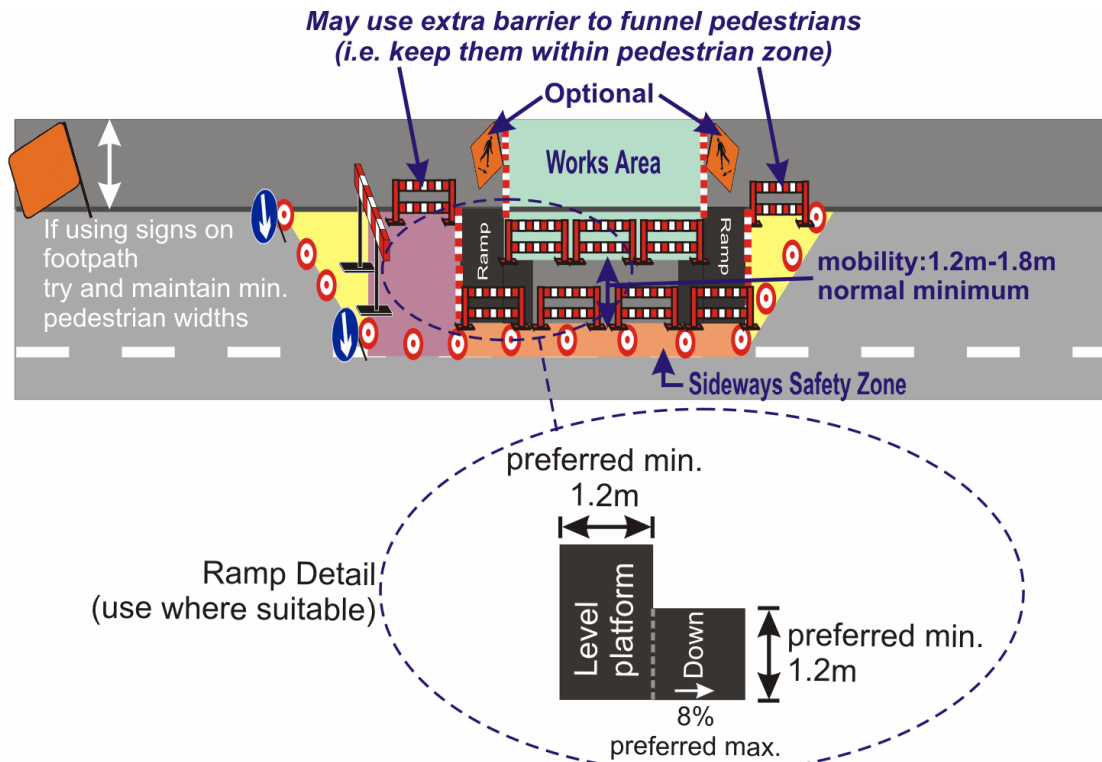 May use extra barrier to funnel pedestrians
(i.e. keep them within pedestrian zone)
Optional
Works Area
If using signs on
footpath
try and maintain min.
pedestrian widths
Ramp
Ramp
mobility:1.2m-1.8m
normal minimum
Sideways Safety Zone
preferred min.
1.2m
Ramp Detail
(use where suitable)
Level
platform
Down
preferred min.
1.2m
8%
preferred max.